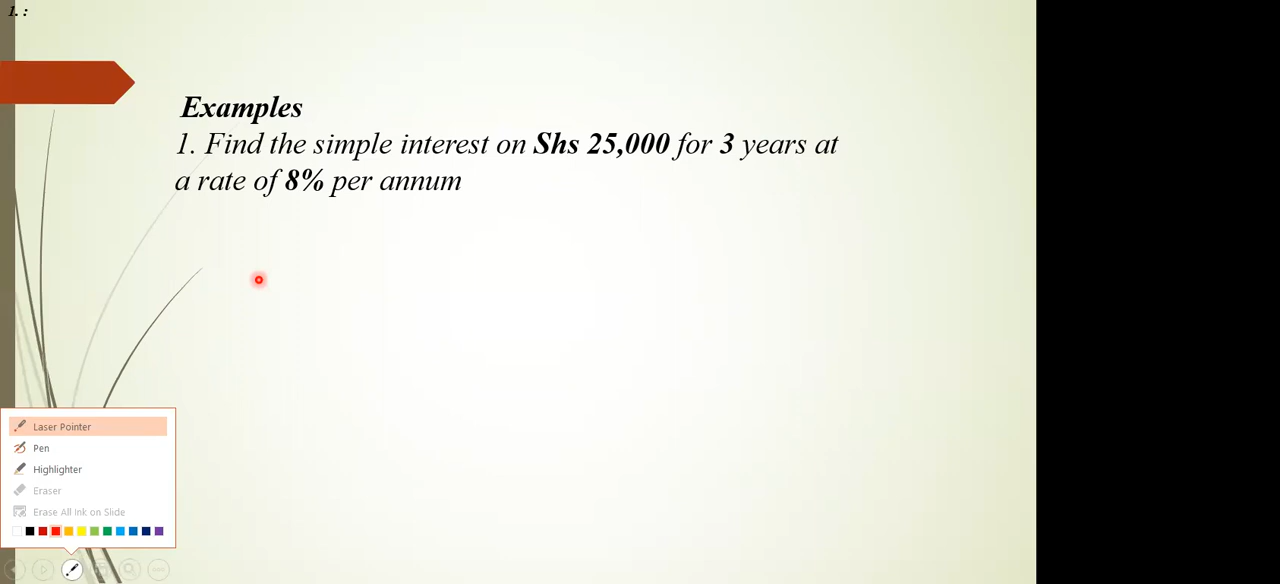 1. :
Examples
1. Find the simple interest on Shs 25,000 for 3 years at
a rate of 8% per annum
Laser Pointer
Pen
Highlighter
Eraser
Erase All Ink on Slide